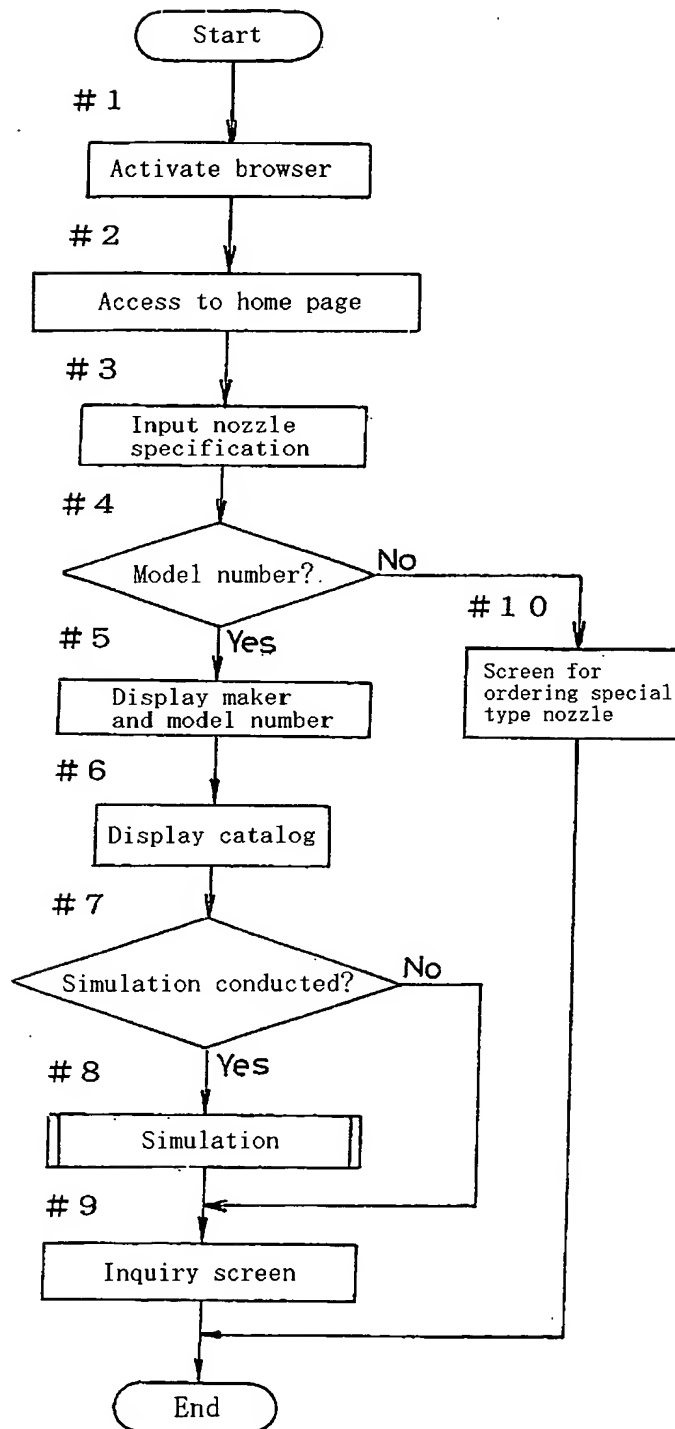 Start
#1
Activate browser
#2
Access to home page
#3
Input nozzle
specification
#4
Model number?
No
#10
#5
Yes
Screen for
ordering special
type nozzle
Display maker
and model number
#6
Display catalog
#7
Simulation conducted?
No
#8
Yes
Simulation
#9
Inquiry screen
End